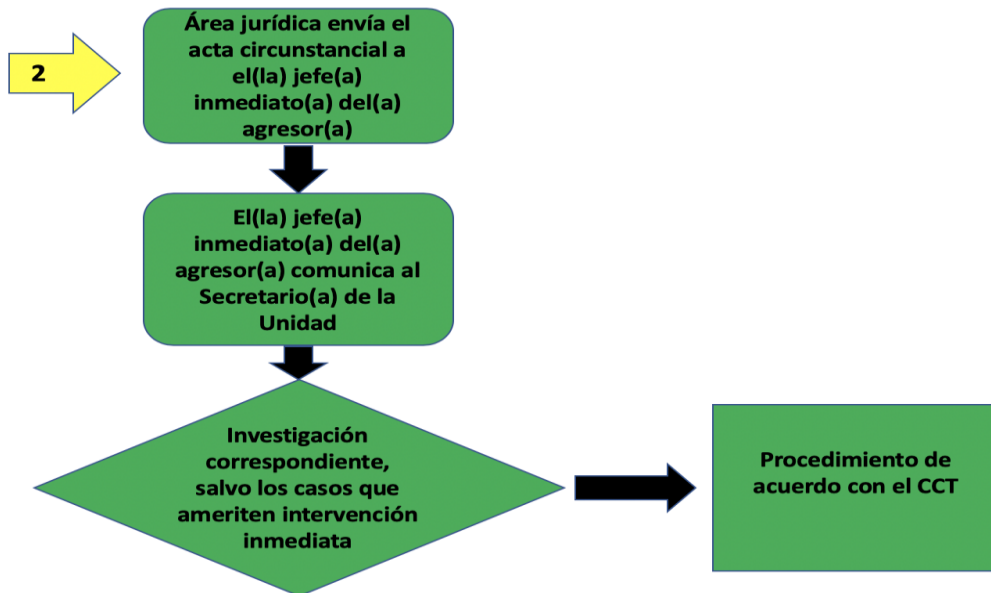 2
Área jurídica envía el
acta circunstancial a
el(la) jefe(a)
inmediato(a) del(a)
agresor(a)
El(la) jefe(a)
inmediato(a) del(a)
agresor(a) comunica al
Secretario(a) de la
Unidad
Investigación
correspondiente,
salvo los casos que
ameriten intervención
inmediata
Procedimiento de
acuerdo con el CCT